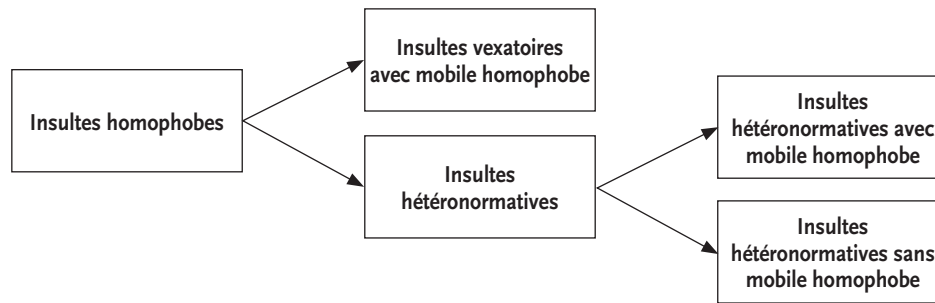 Insultes homophobes
Insultes vexatoires
avec mobile homophobe
Insultes
hétéronormatives
Insultes
hétéronormatives avec
mobile homophobe
Insultes
hétéronormatives sans
mobile homophobe